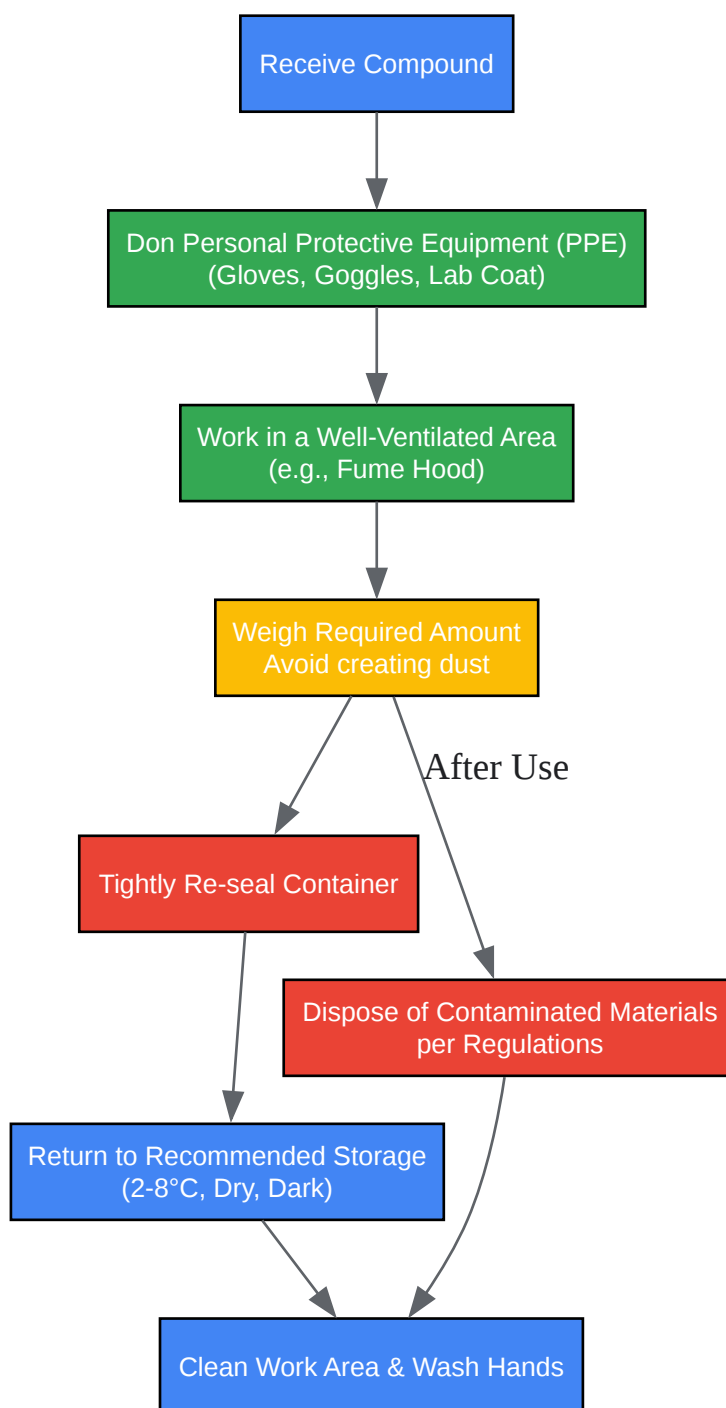 Receive Compound
Don Personal Protective Equipment (PPE)
(Gloves, Goggles, Lab Coat)
Work in a Well-Ventilated Area
(e.g., Fume Hood)
Weigh Required Amount
Avoid creating dust
After Use
Tightly Re-seal Container
Dispose of Contaminated Materials
per Regulations
Return to Recommended Storage
(2-8°C, Dry, Dark)
Clean Work Area & Wash Hands